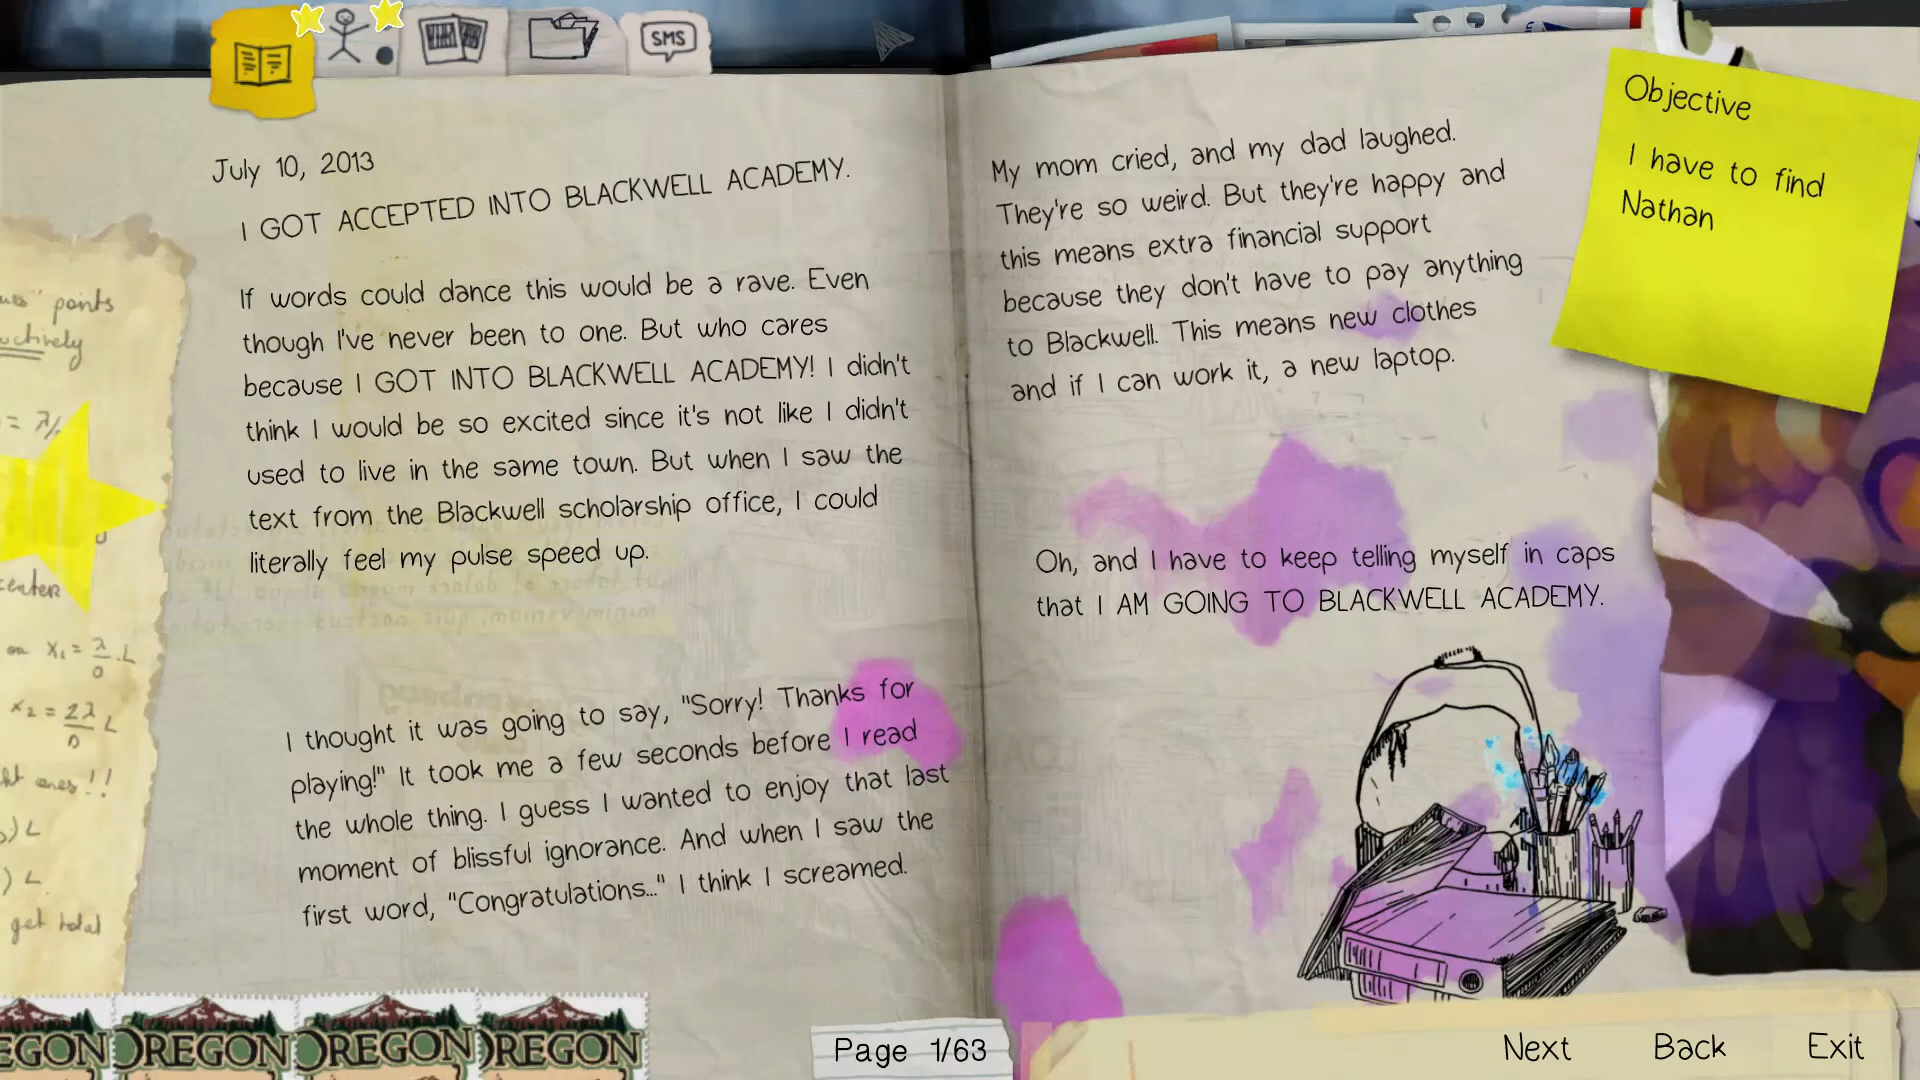 SMS
July 10, 2013
I GOT ACCEPTED INTO BLACKWELL ACADEMY.
If words could dance this would be a rave. Even
though I've never been to one. But who cares
because I GOT INTO BLACKWELL ACADEMY! I didn't
think I would be so excited since it's not like I didn't
used to live in the same town. But when I saw the
text from the Blackwell scholarship office, I could
literally feel my pulse speed up.
I thought it was going to say, "Sorry! Thanks for
playing!" It took me a few seconds before I read
the whole thing. I guess I wanted to enjoy that last
moment of blissful ignorance. And when I saw the
first word, "Congratulations..." I think I screamed.
My mom cried, and my dad laughed.
They're so weird. But they're happy and
this means extra financial support
because they don't have to pay anything
to Blackwell. This means new clothes
and if I can work it, a new laptop.
Oh, and I have to keep telling myself in caps
that I AM GOING TO BLACKWELL ACADEMY.
Objective
I have to find
Nathan
points
get total
EGON OREGON OREGON OREGON
Page 1/63
Next Back Exit